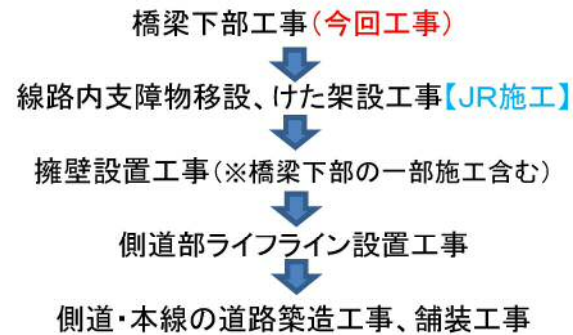 橋梁下部工事(今回工事)
線路内支障物移設、けた架設工事【JR施工】
擁壁設置工事(※橋梁下部の一部施工含む)
側道部ライフライン設置工事
側道・本線の道路築造工事、舗装工事